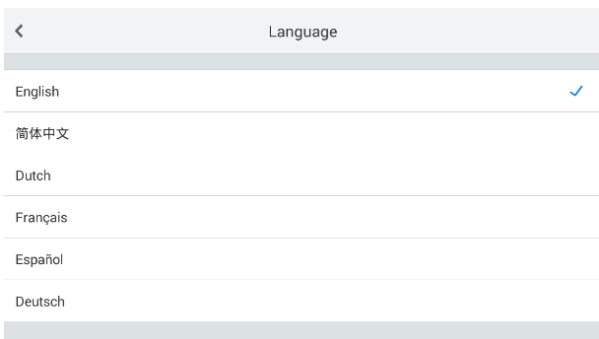 Language
English
简体中文
Dutch
Français
Español
Deutsch